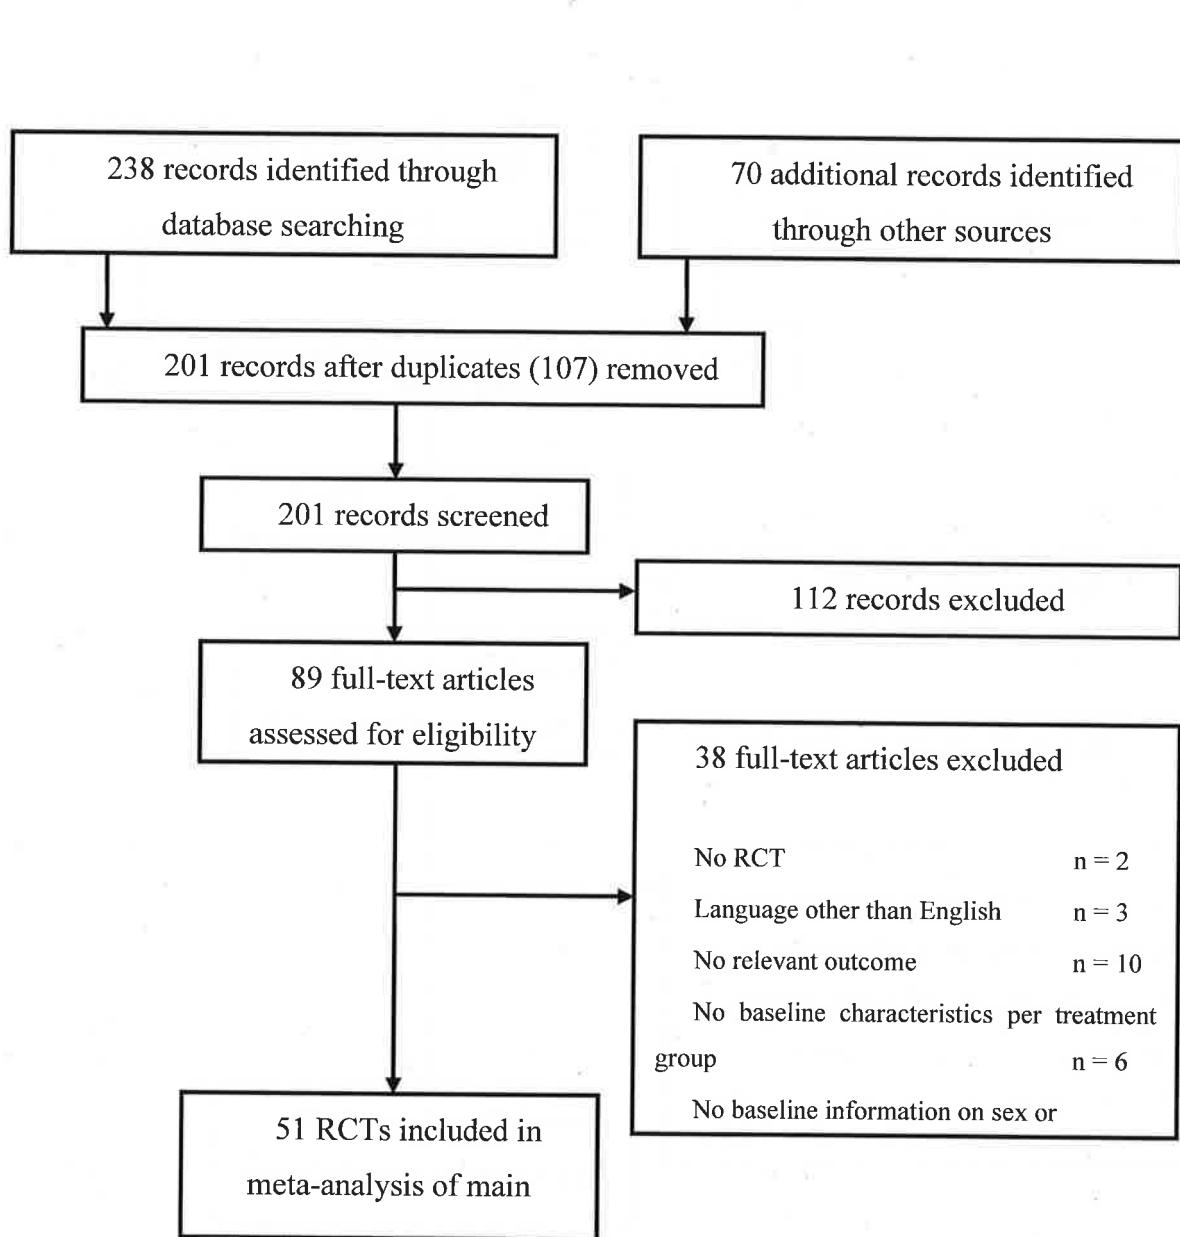 238 records identified through
database searching
70 additional records identified
through other sources
201 records after duplicates (107) removed
201 records screened
112 records excluded
89 full-text articles
assessed for eligibility
38 full-text articles excluded
No RCT n = 2
Language other than English n = 3
No relevant outcome n = 10
No baseline characteristics per treatment
group n = 6
No baseline information on sex or
51 RCTs included in
meta-analysis of main